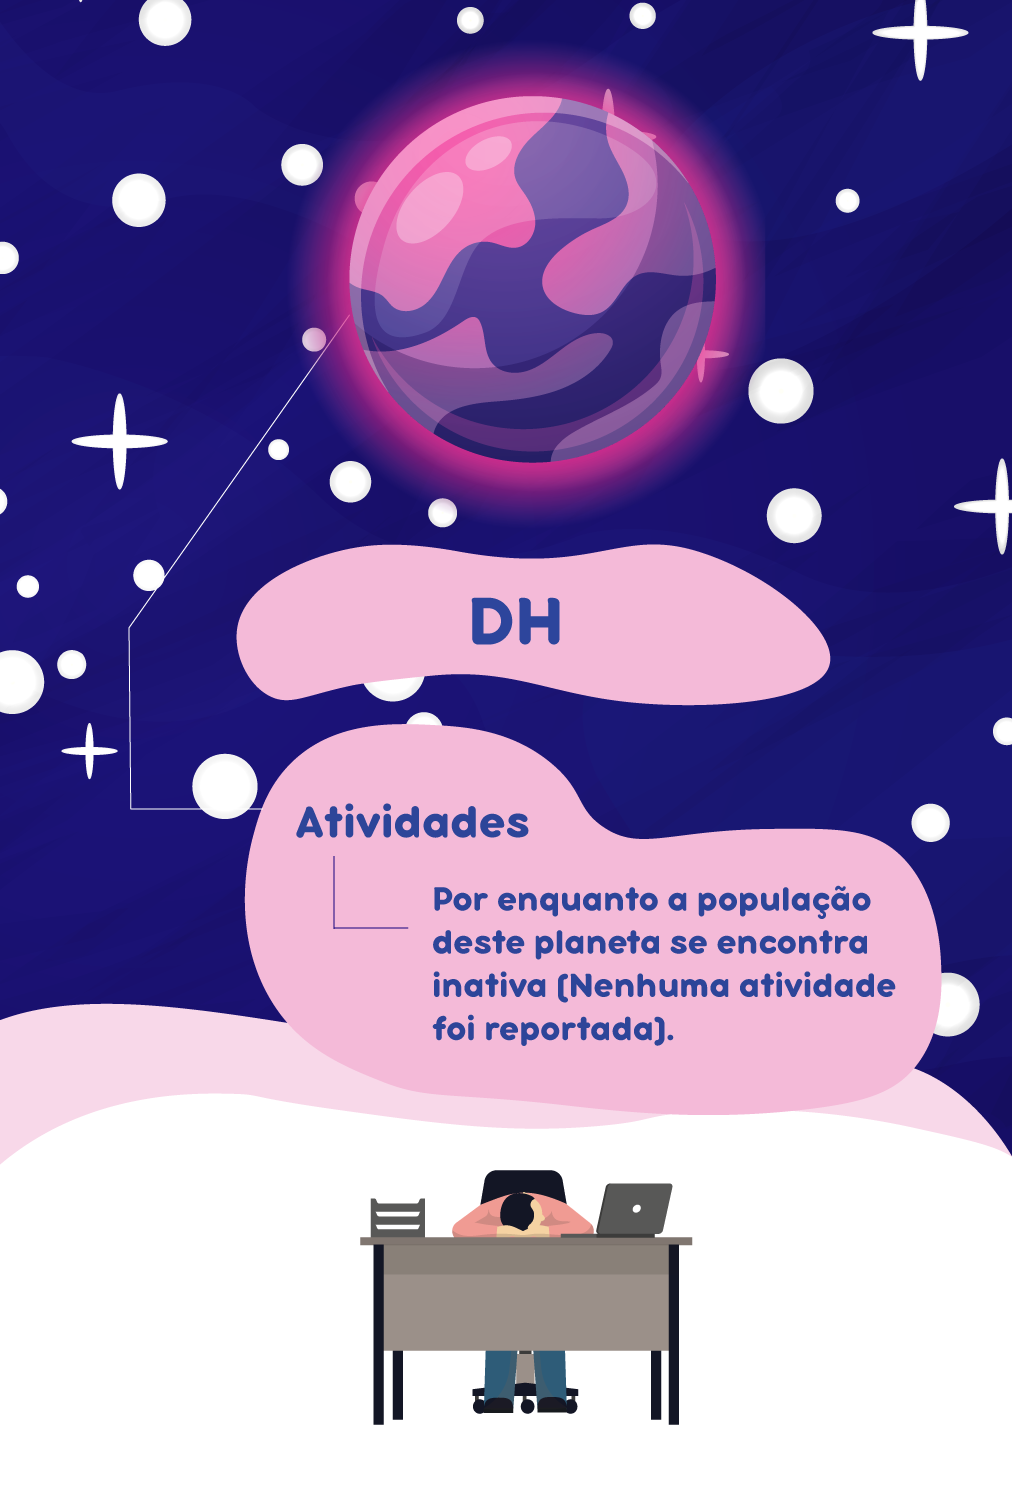 DH
Atividades
Por enquanto a população
deste planeta se encontra
inativa (Nenhuma atividade
foi reportada).